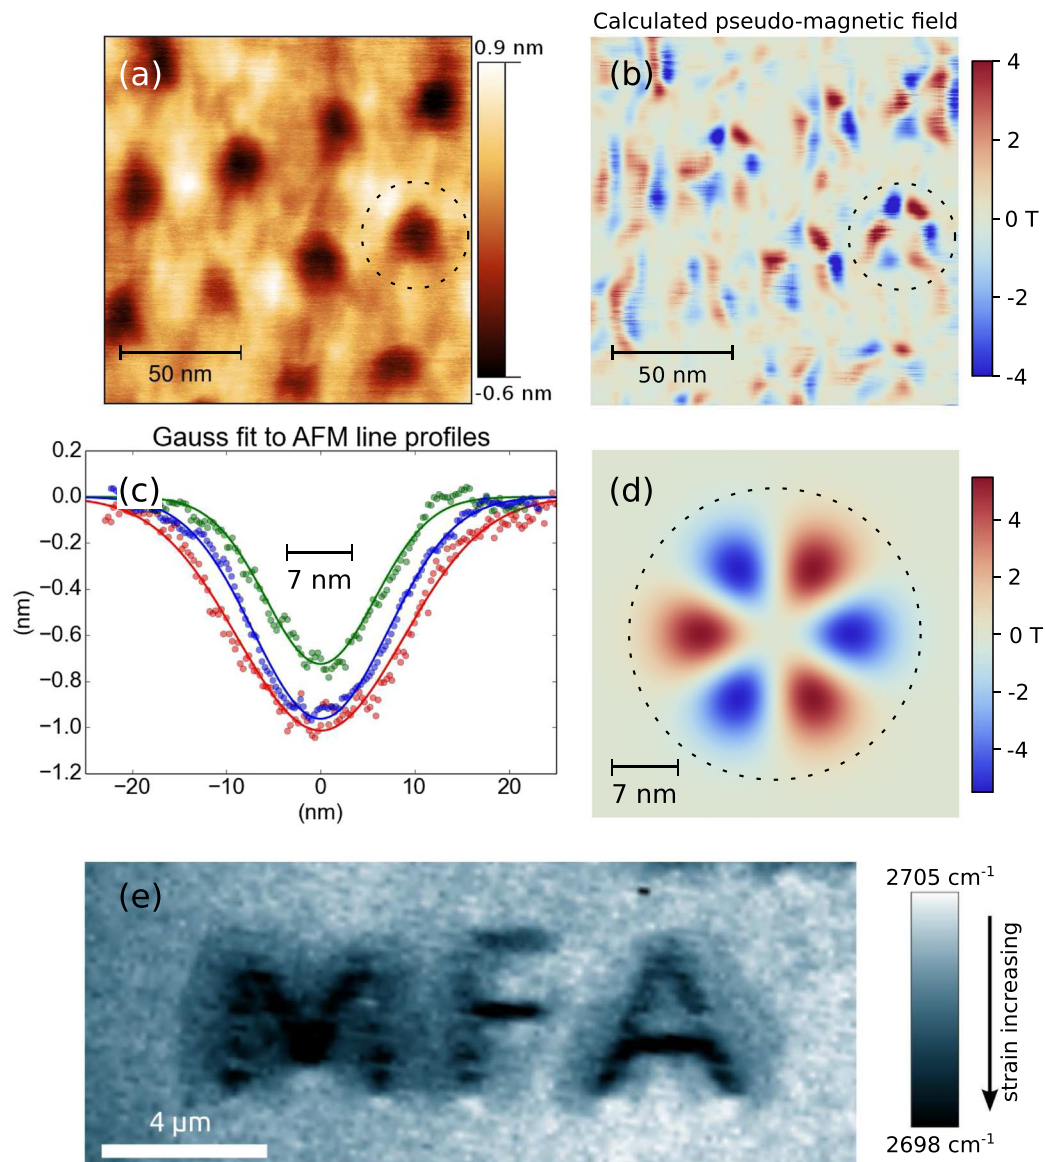 Calculated pseudo-magnetic field
(a)
0.9 nm
-0.6 nm
50 nm
(b)
4
2
0 T
-2
-4
50 nm
Gauss fit to AFM line profiles
(c)
0.2
0.0
−0.2
−0.4
−0.6
−0.8
−1.0
−1.2
(nm)
7 nm
−20
−10
0
10
20
(nm)
(d)
4
2
0 T
-2
-4
7 nm
(e)
MFA
4 µm
2705 cm-1
strain increasing
2698 cm-1